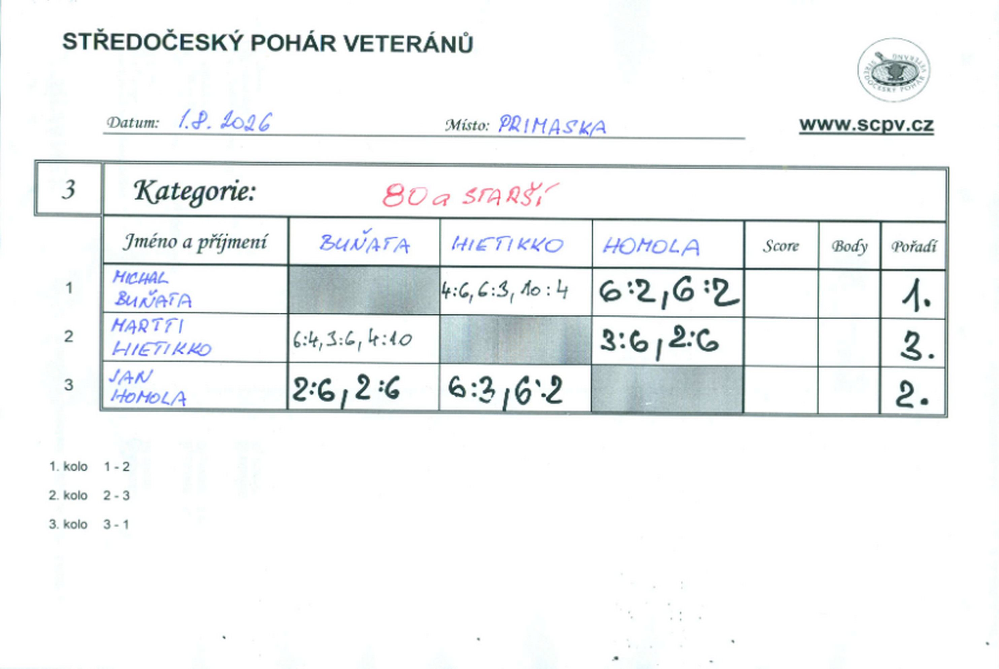 STŘEDOČESKÝ POHÁR VETERÁNŮ
STŘEDOČESKÝ POHÁR VETERÁNŮ
Datum: 1.8. 2026 Místo: PRIMASKA
www.scpv.cz
3 Kategorie: 80 a STARŠÍ
Jméno a příjmení BUŇATA HIETIKKO HOMOLA Score Body Pořadí
1 MICHAL BUŇATA 4:6, 6:3, 10:4 6:2, 6:2 1.
2 MARTTI HIETIKKO 6:4, 3:6, 4:10 3:6, 2:6 3.
3 JAN HOMOLA 2:6, 2:6 6:3, 6:2 2.
1. kolo 1 - 2
2. kolo 2 - 3
3. kolo 3 - 1